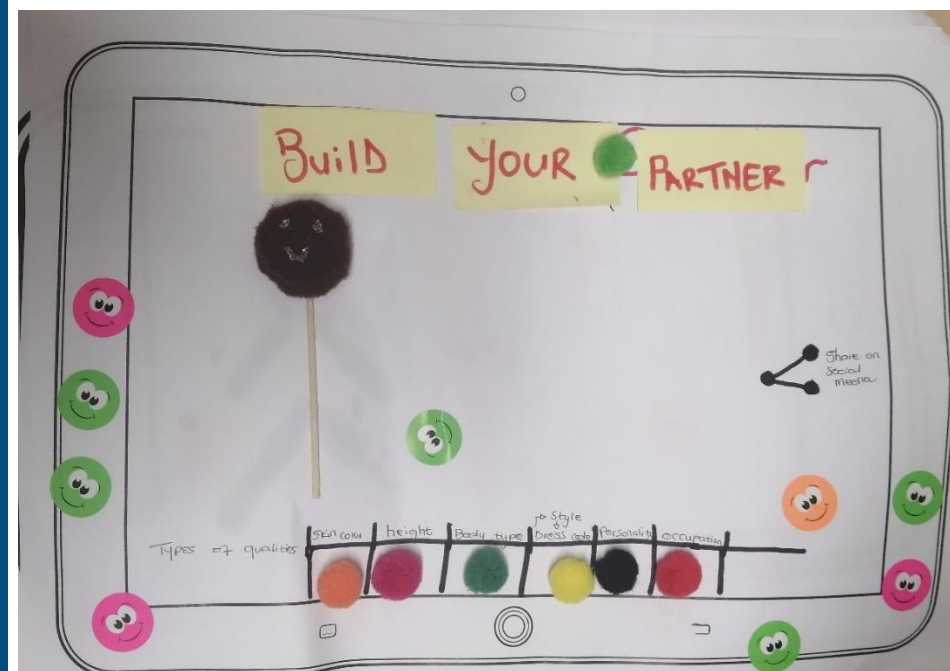 BUILD YOUR PARTNER
Share on
Social
Media
Style
Types of qualities Skin color height Body type Dress code Personality occupation